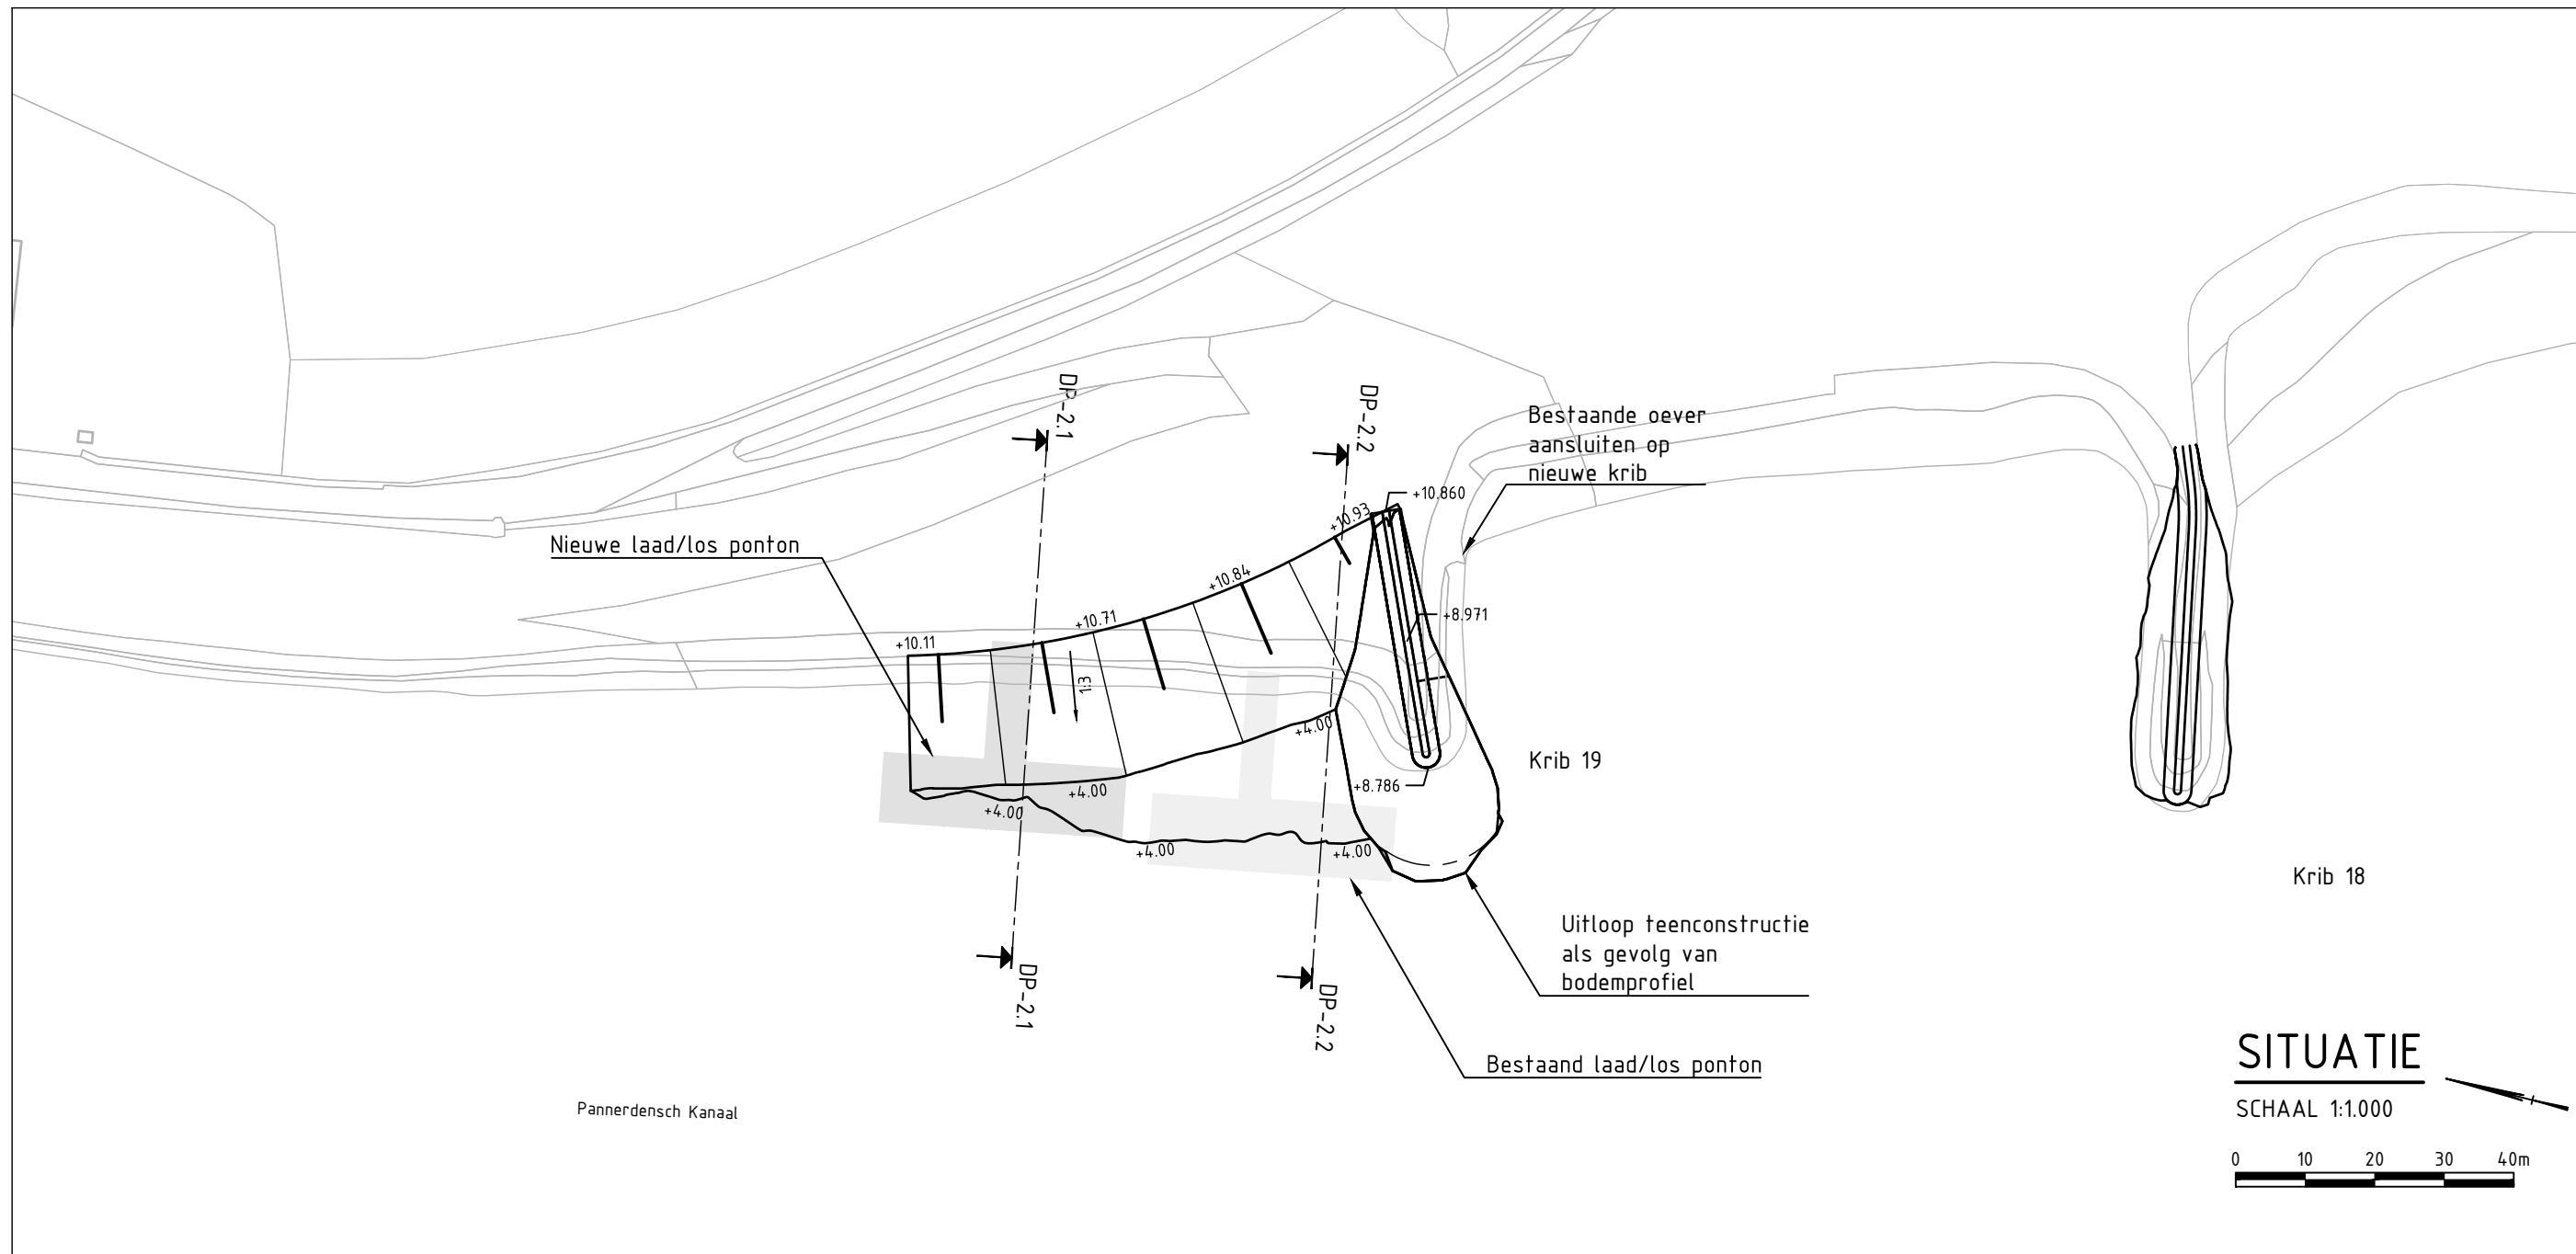 DP-2.1
DP-2.2
Bestaande oever
aansluiten op
nieuwe krib
+10.860
+10.93
Nieuwe laad/los ponton
+10.84
+10.71
+10.11
+8.971
1:3
+4.00
Krib 19
+8.786
+4.00
+4.00
+4.00
+4.00
Krib 18
Uitloop teenconstructie
als gevolg van
bodemprofiel
DP-2.1
DP-2.2
Bestaand laad/los ponton
Pannerdensch Kanaal
SITUATIE
SCHAAL 1:1.000
0 10 20 30 40m